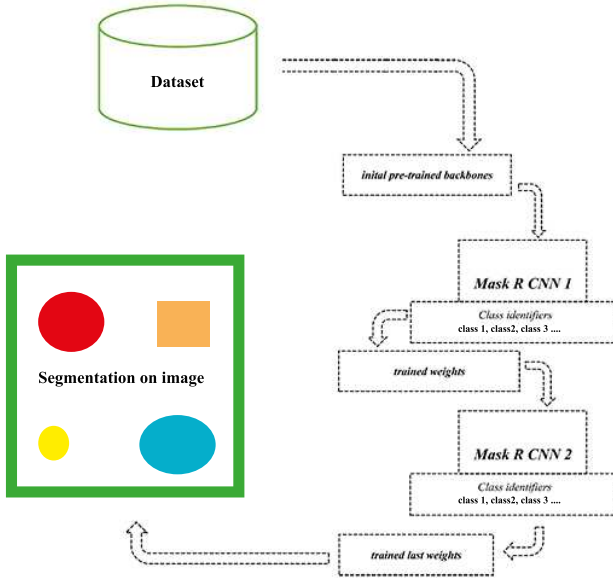 Dataset
inital pre-trained backbones
Mask R CNN 1
Class identifiers
class 1, class2, class 3 ....
trained weights
Segmentation on image
Mask R CNN 2
Class identifiers
class 1, class2, class 3 ....
trained last weights